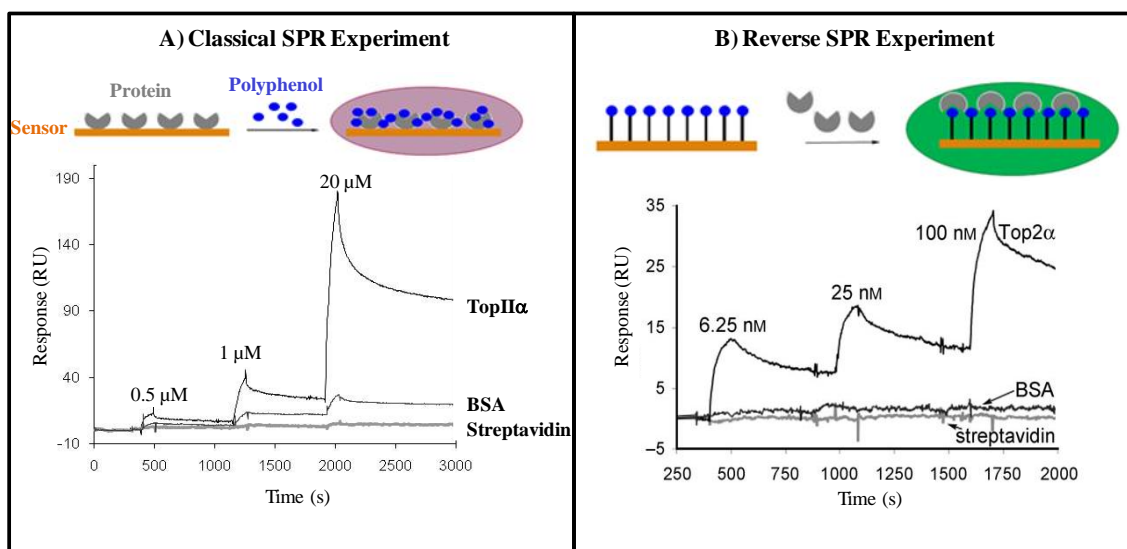 A) Classical SPR Experiment
Protein
Polyphenol
Sensor
190
140
90
40
-10
Response (RU)
0.5 µM
1 µM
20 µM
TopIIα
BSA
Streptavidin
0 500 1000 1500 2000 2500 3000
Time (s)
B) Reverse SPR Experiment
35
25
15
5
–5
Response (RU)
6.25 nM
25 nM
100 nM
Top2α
BSA
streptavidin
250 500 750 1000 1250 1500 1750 2000
Time (s)